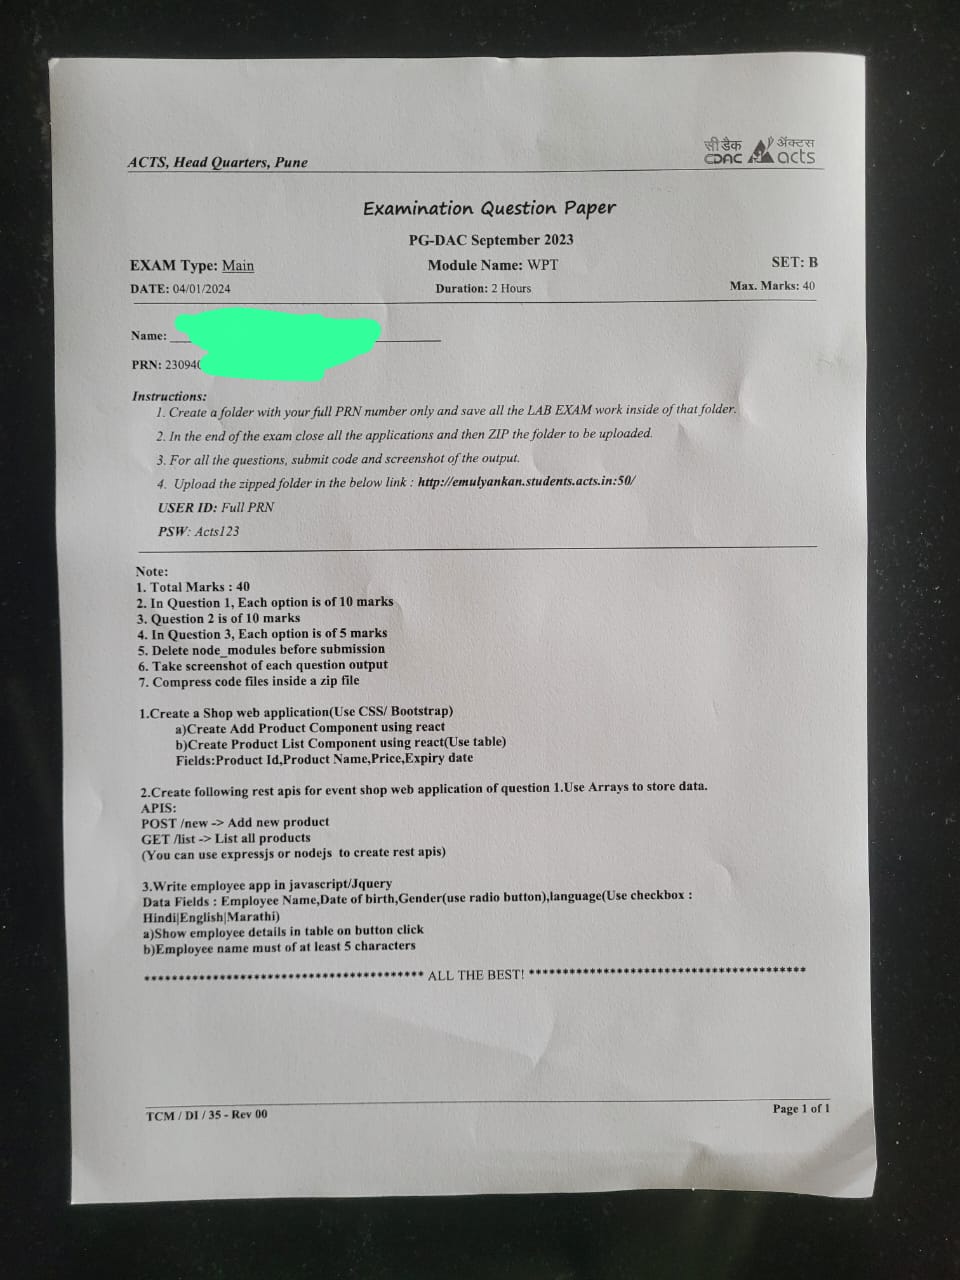 ACTS, Head Quarters, Pune
सी डैक
CDAC
ॲक्टस
acts
Examination Question Paper
PG-DAC September 2023
EXAM Type: Main Module Name: WPT SET: B
DATE: 04/01/2024 Duration: 2 Hours Max. Marks: 40
Name:
PRN: 23094
Instructions:
1. Create a folder with your full PRN number only and save all the LAB EXAM work inside of that folder.
2. In the end of the exam close all the applications and then ZIP the folder to be uploaded.
3. For all the questions, submit code and screenshot of the output.
4. Upload the zipped folder in the below link : http://emulyankan.students.acts.in:50/
USER ID: Full PRN
PSW: Acts123
Note:
1. Total Marks : 40
2. In Question 1, Each option is of 10 marks
3. Question 2 is of 10 marks
4. In Question 3, Each option is of 5 marks
5. Delete node_modules before submission
6. Take screenshot of each question output
7. Compress code files inside a zip file
1.Create a Shop web application(Use CSS/ Bootstrap)
a)Create Add Product Component using react
b)Create Product List Component using react(Use table)
Fields:Product Id,Product Name,Price,Expiry date
2.Create following rest apis for event shop web application of question 1.Use Arrays to store data.
APIS:
POST /new -> Add new product
GET /list -> List all products
(You can use expressjs or nodejs to create rest apis)
3.Write employee app in javascript/Jquery
Data Fields : Employee Name,Date of birth,Gender(use radio button),language(Use checkbox :
Hindi|English|Marathi)
a)Show employee details in table on button click
b)Employee name must of at least 5 characters
***************************************** ALL THE BEST! *****************************************
TCM / DI / 35 - Rev 00 Page 1 of 1